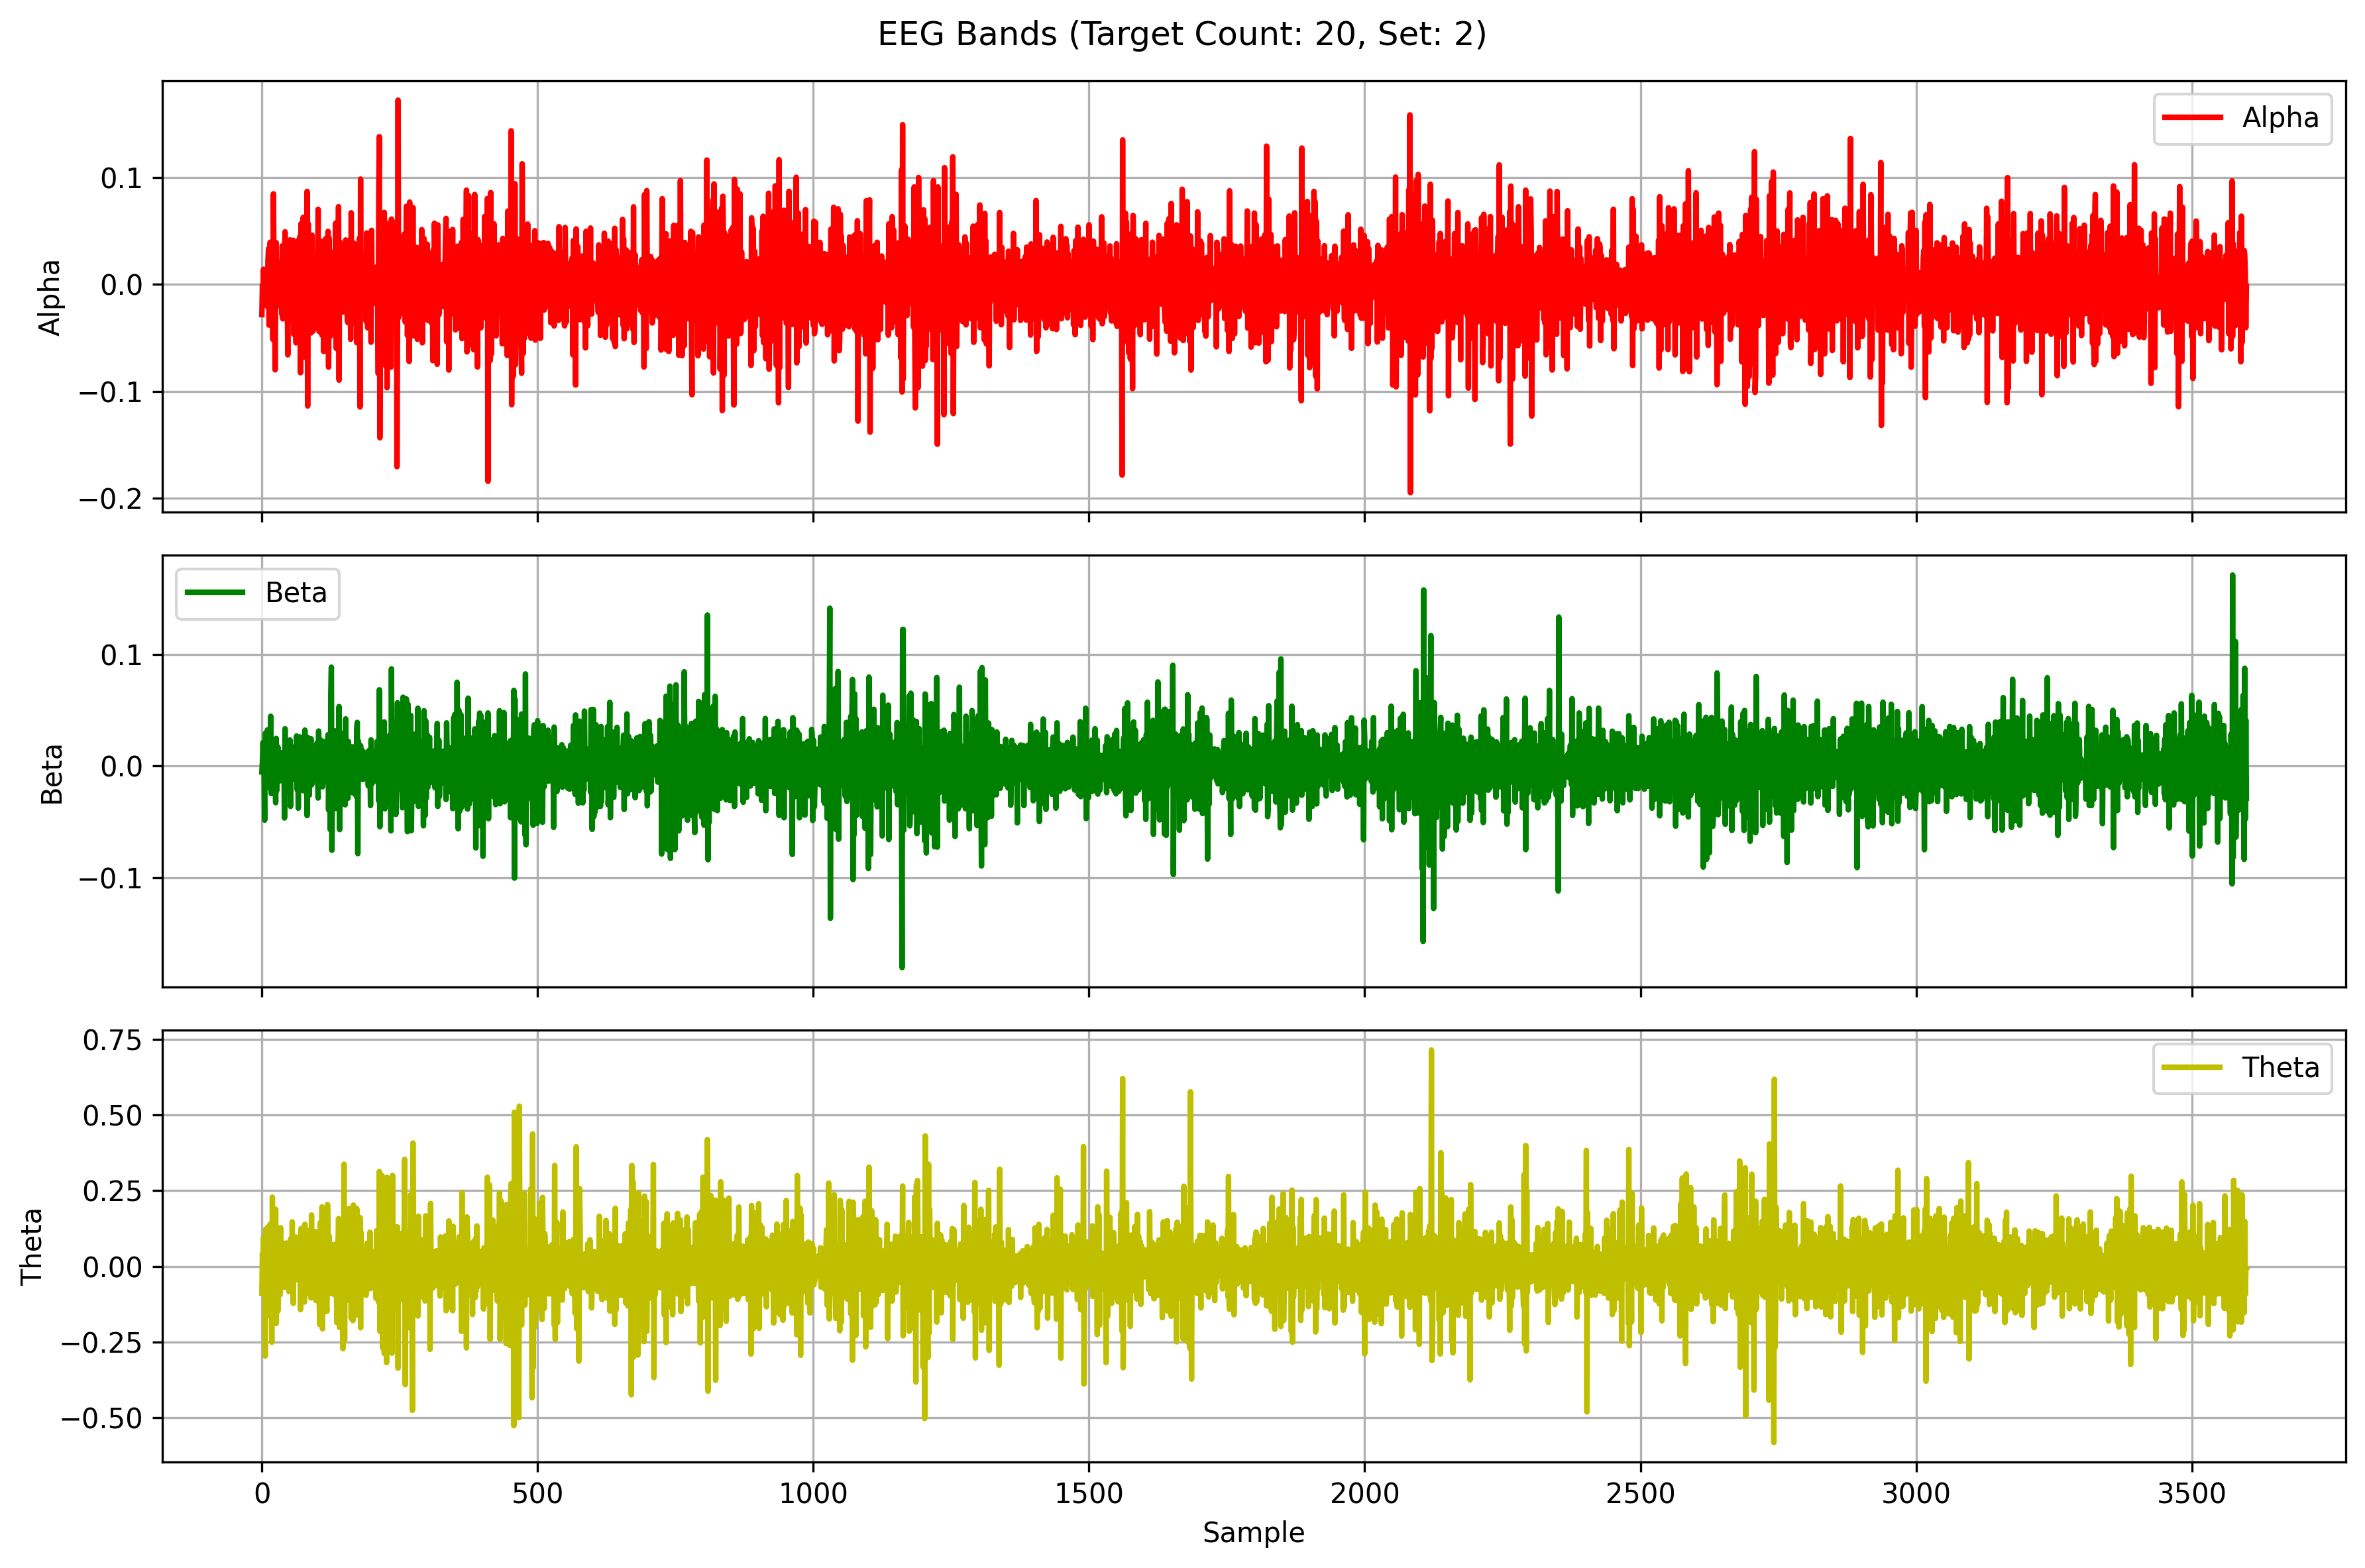 EEG Bands (Target Count: 20, Set: 2)
Alpha
0.1
0.0
−0.1
−0.2
Alpha
Beta
0.1
0.0
−0.1
Beta
Theta
0.75
0.50
0.25
0.00
−0.25
−0.50
Theta
0 500 1000 1500 2000 2500 3000 3500
Sample